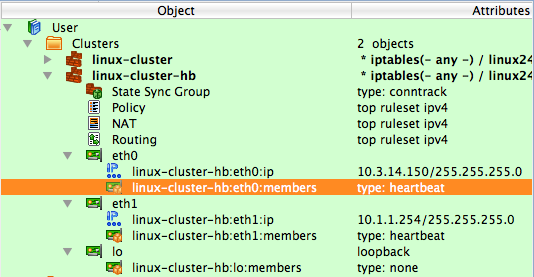 Object Attributes
User
Clusters 2 objects
linux-cluster * iptables(- any -) / linux24
linux-cluster-hb * iptables(- any -) / linux24
State Sync Group type: conntrack
Policy top ruleset ipv4
NAT top ruleset ipv4
Routing top ruleset ipv4
eth0
IP linux-cluster-hb:eth0:ip 10.3.14.150/255.255.255.0
linux-cluster-hb:eth0:members type: heartbeat
eth1
IP linux-cluster-hb:eth1:ip 10.1.1.254/255.255.255.0
linux-cluster-hb:eth1:members type: heartbeat
lo loopback
linux-cluster-hb:lo:members type: none